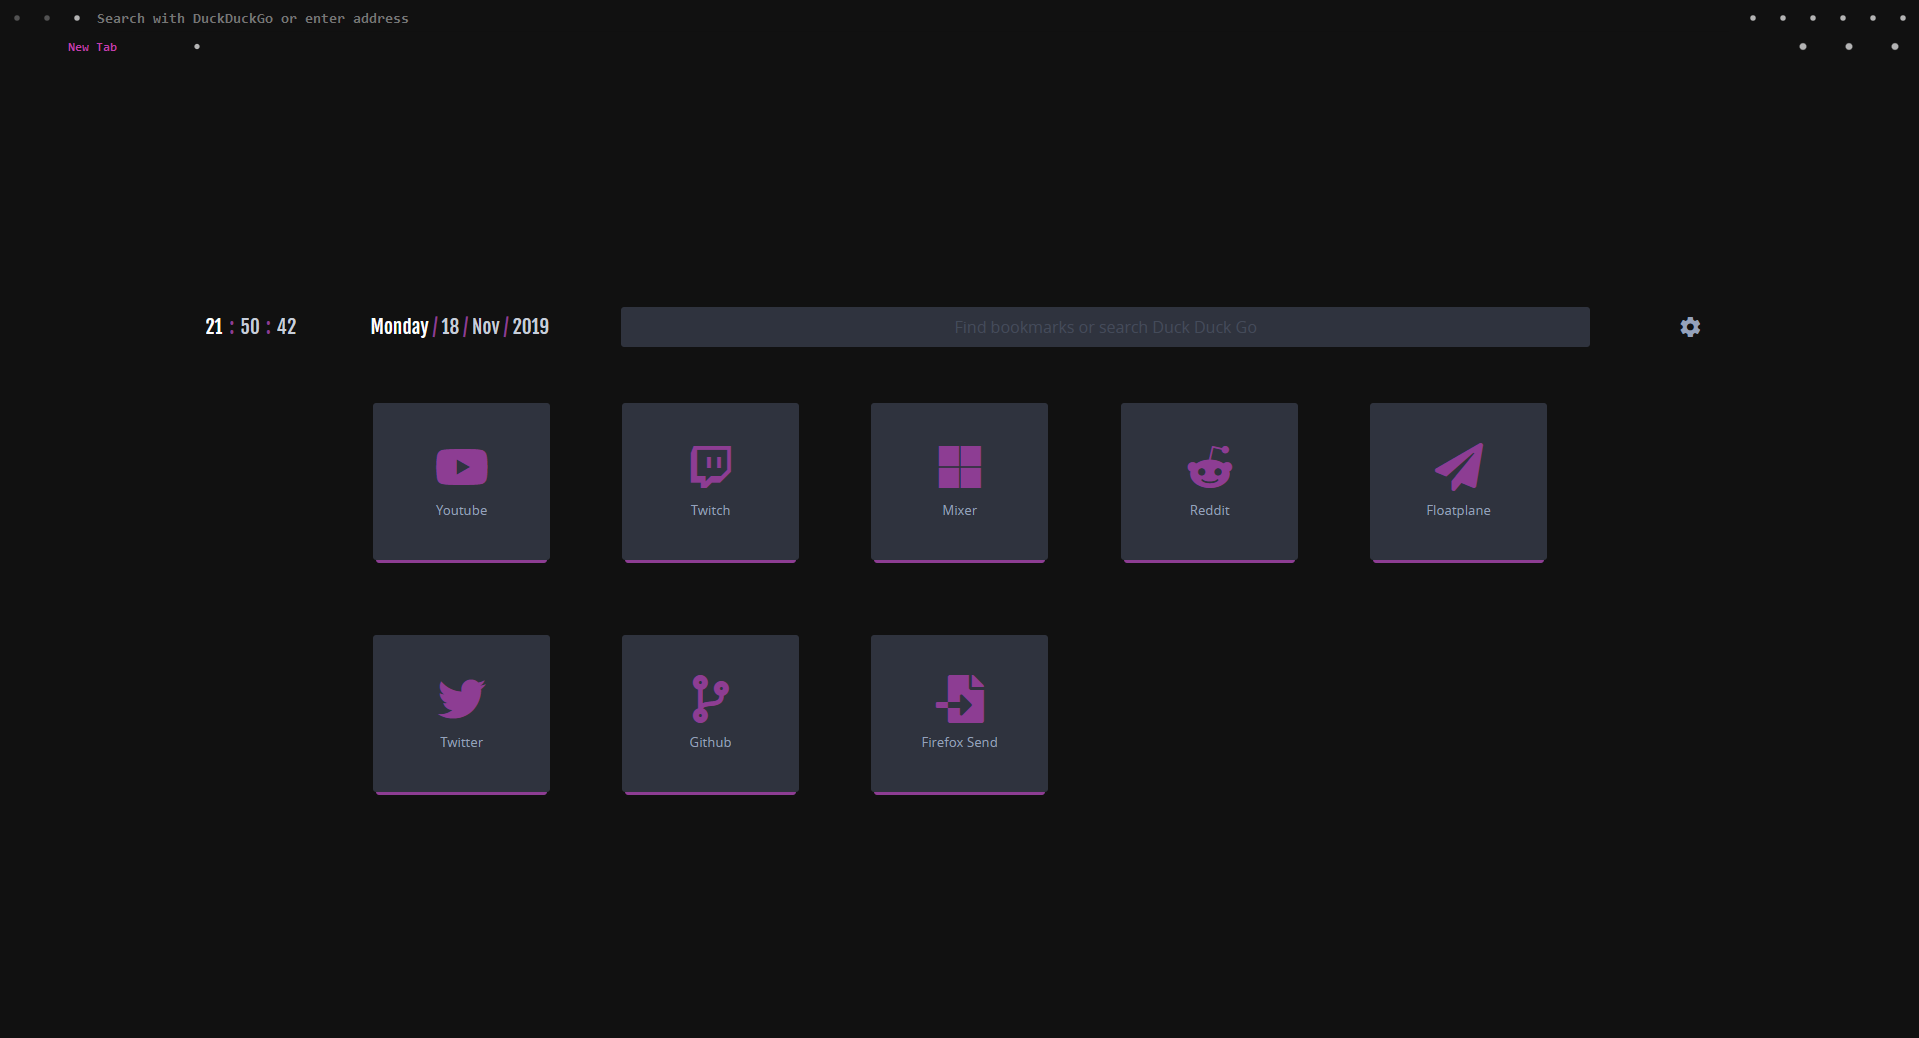 Search with DuckDuckGo or enter address
New Tab
21 : 50 : 42
Monday / 18 / Nov / 2019
Find bookmarks or search Duck Duck Go
Youtube
Twitch
Mixer
Reddit
Floatplane
Twitter
Github
Firefox Send